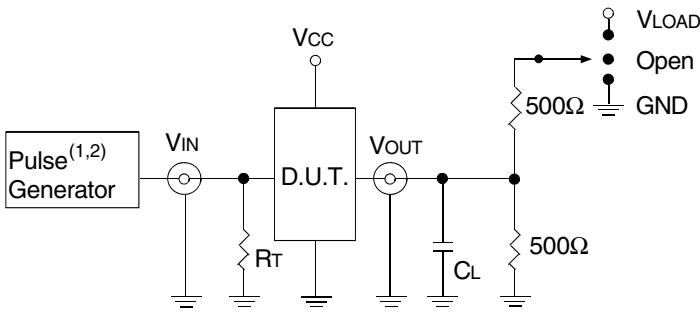 VLOAD
VCC
Open
500Ω
GND
Pulse(1,2)
Generator
VIN
D.U.T.
VOUT
RT
CL
500Ω